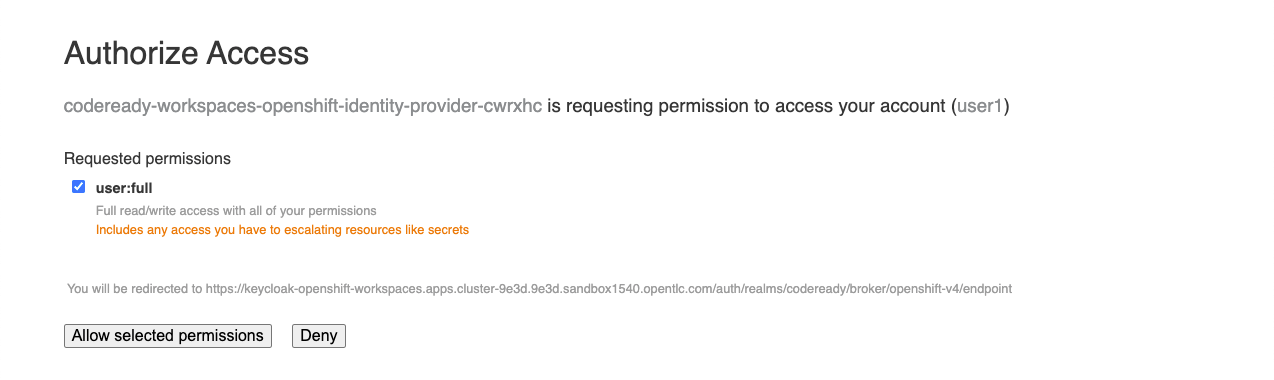 Authorize Access
codeready-workspaces-openshift-identity-provider-cwrxhc is requesting permission to access your account (user1)
Requested permissions
user:full
Full read/write access with all of your permissions
Includes any access you have to escalating resources like secrets
You will be redirected to https://keycloak-openshift-workspaces.apps.cluster-9e3d.9e3d.sandbox1540.opentlc.com/auth/realms/codeready/broker/openshift-v4/endpoint
Allow selected permissions Deny